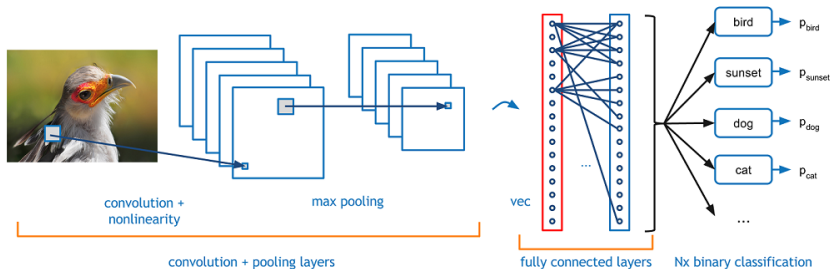 bird
p_bird
sunset
p_sunset
dog
p_dog
cat
p_cat
...
...
convolution +
nonlinearity
max pooling
vec
convolution + pooling layers
fully connected layers
Nx binary classification